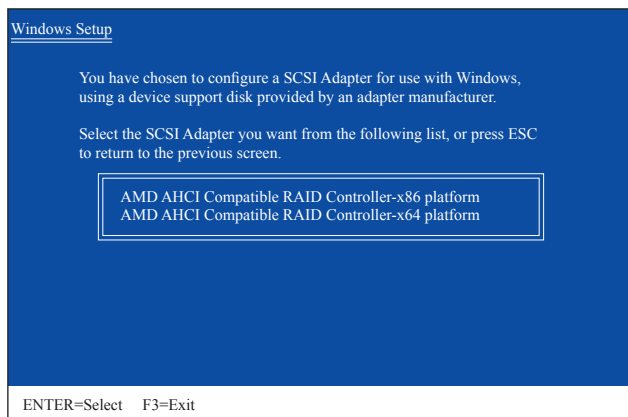 Windows Setup
You have chosen to configure a SCSI Adapter for use with Windows,
using a device support disk provided by an adapter manufacturer.
Select the SCSI Adapter you want from the following list, or press ESC
to return to the previous screen.
AMD AHCI Compatible RAID Controller-x86 platform
AMD AHCI Compatible RAID Controller-x64 platform
ENTER=Select F3=Exit